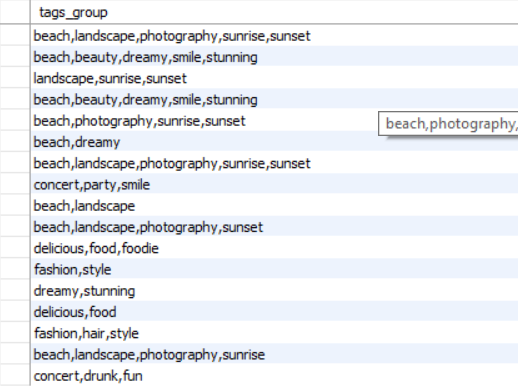 tags_group
beach,landscape,photography,sunrise,sunset
beach,beauty,dreamy,smile,stunning
landscape,sunrise,sunset
beach,beauty,dreamy,smile,stunning
beach,photography,sunrise,sunset
beach,photography,
beach,dreamy
beach,landscape,photography,sunrise,sunset
concert,party,smile
beach,landscape
beach,landscape,photography,sunset
delicious,food,foodie
fashion,style
dreamy,stunning
delicious,food
fashion,hair,style
beach,landscape,photography,sunrise
concert,drunk,fun